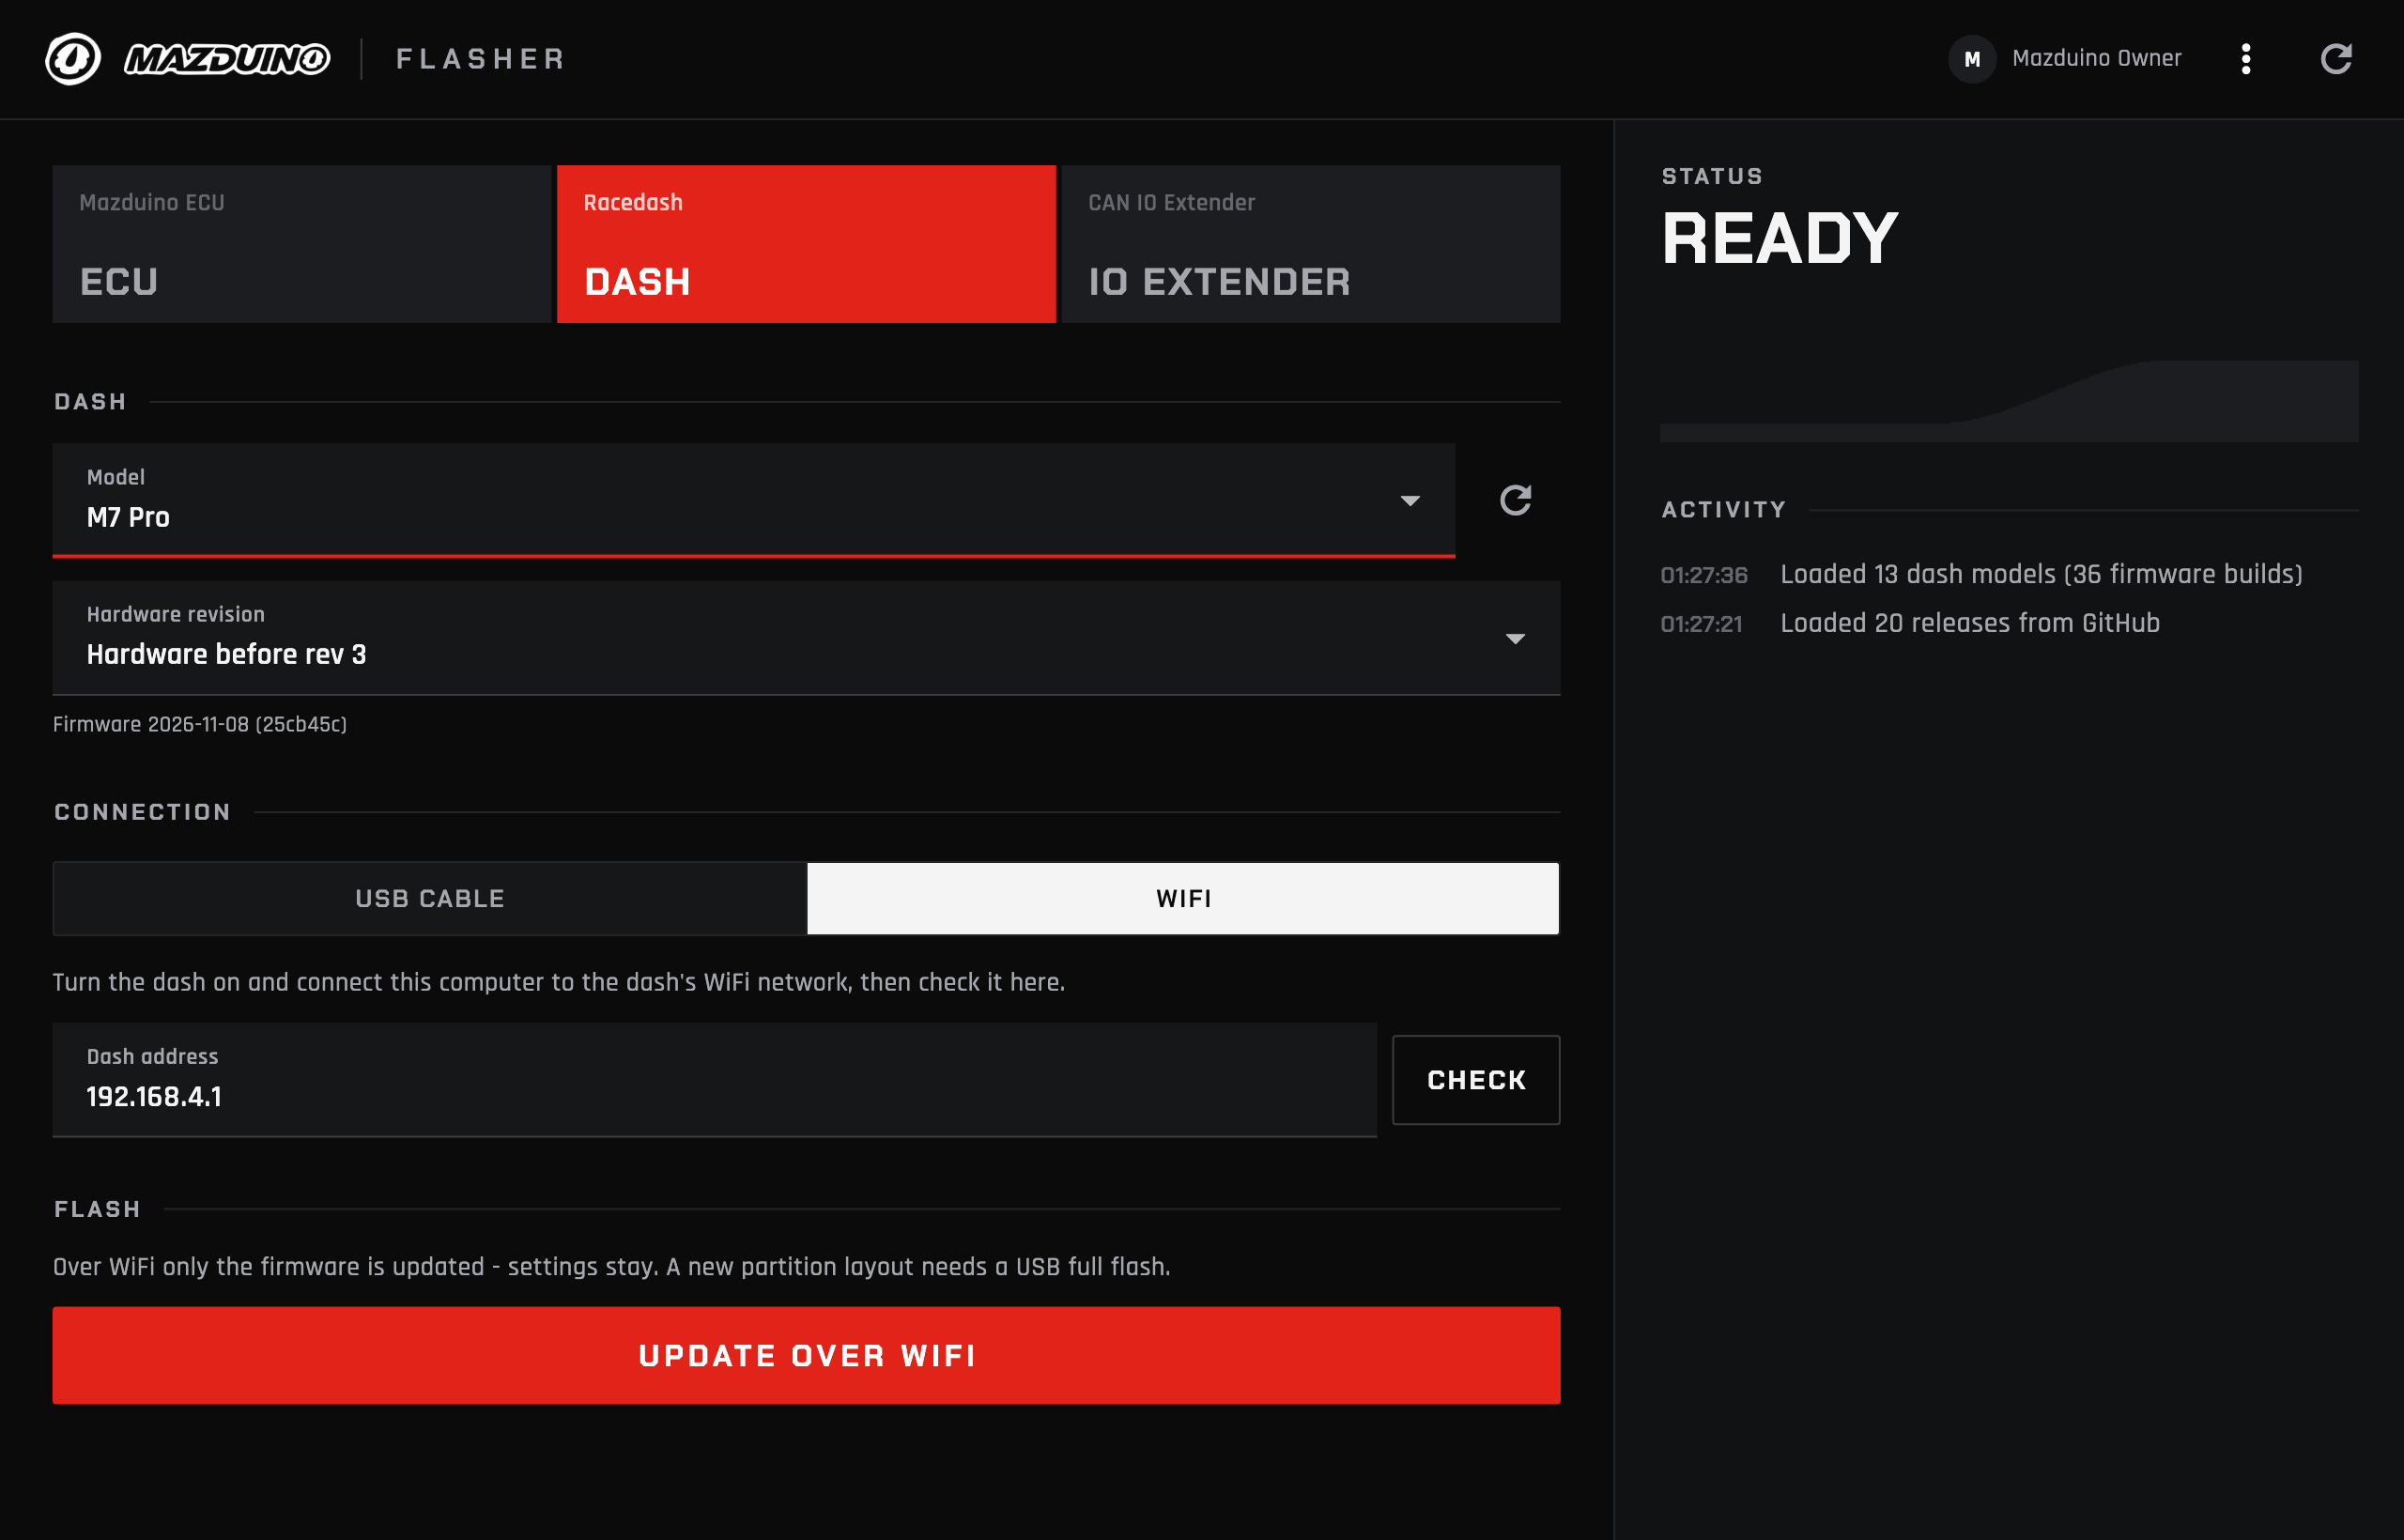 MAZDUINO
FLASHER
M
Mazduino Owner
Mazduino ECU
ECU
Racedash
DASH
CAN IO Extender
IO EXTENDER
DASH
Model
M7 Pro
Hardware revision
Hardware before rev 3
Firmware 2026-11-08 (25cb45c)
CONNECTION
USB CABLE
WIFI
Turn the dash on and connect this computer to the dash's WiFi network, then check it here.
Dash address
192.168.4.1
CHECK
FLASH
Over WiFi only the firmware is updated - settings stay. A new partition layout needs a USB full flash.
UPDATE OVER WIFI
STATUS
READY
ACTIVITY
01:27:36 Loaded 13 dash models (36 firmware builds)
01:27:21 Loaded 20 releases from GitHub